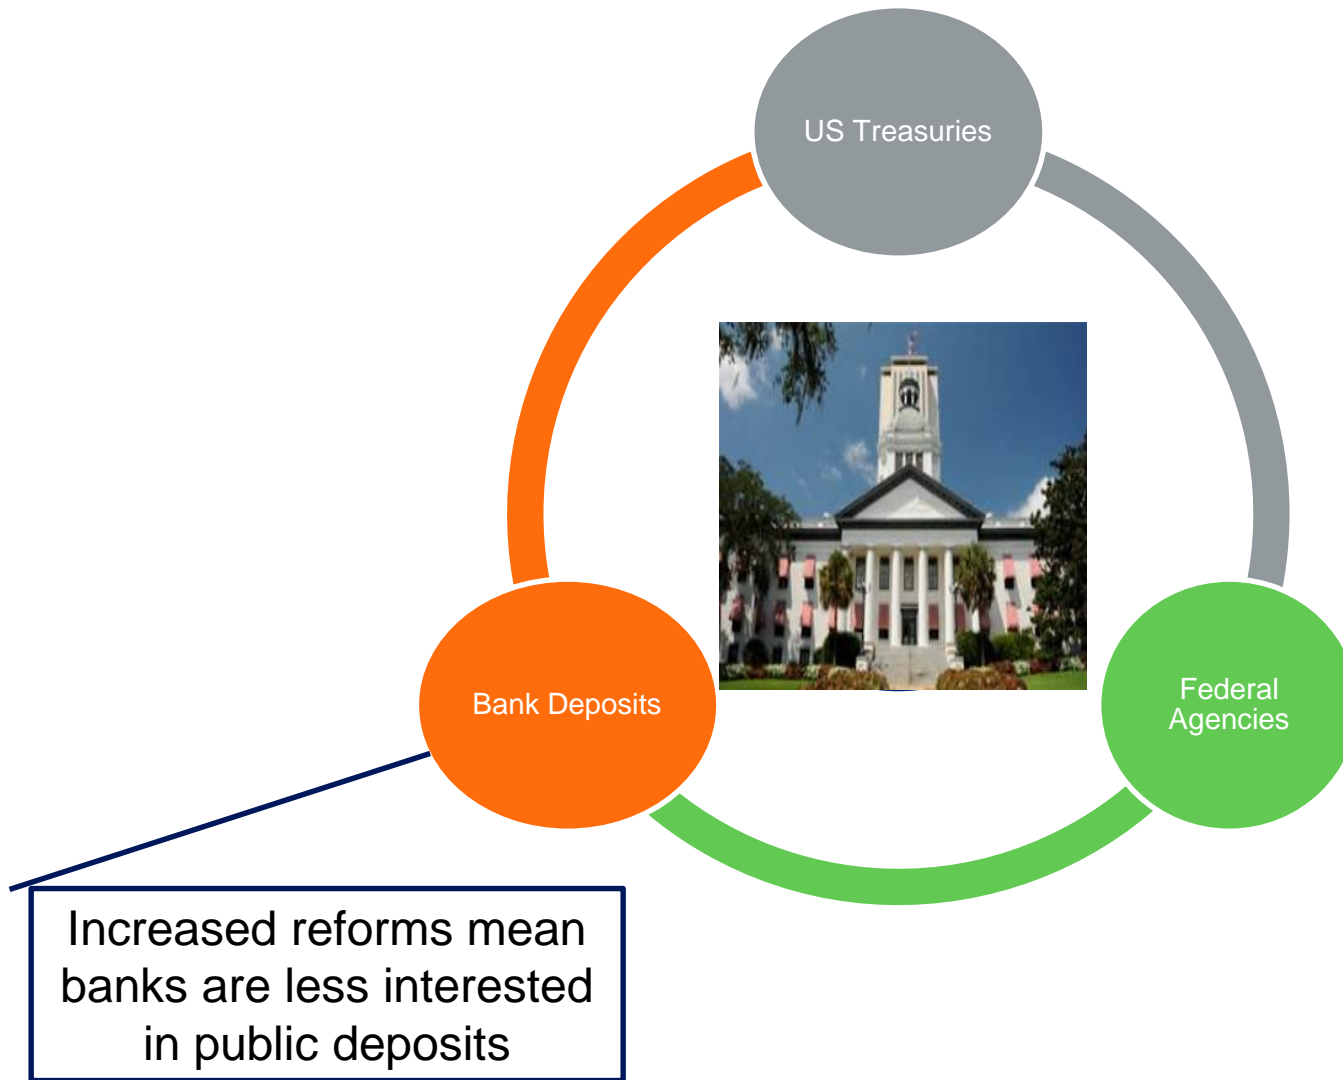 US Treasuries
Bank Deposits
Federal
Agencies
Increased reforms mean
banks are less interested
in public deposits